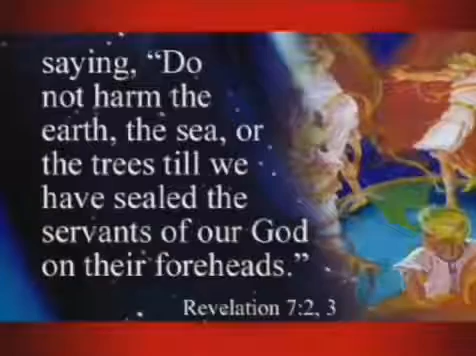 saying, “Do
not harm the
earth, the sea, or
the trees till we
have sealed the
servants of our God
on their foreheads.”
Revelation 7:2, 3